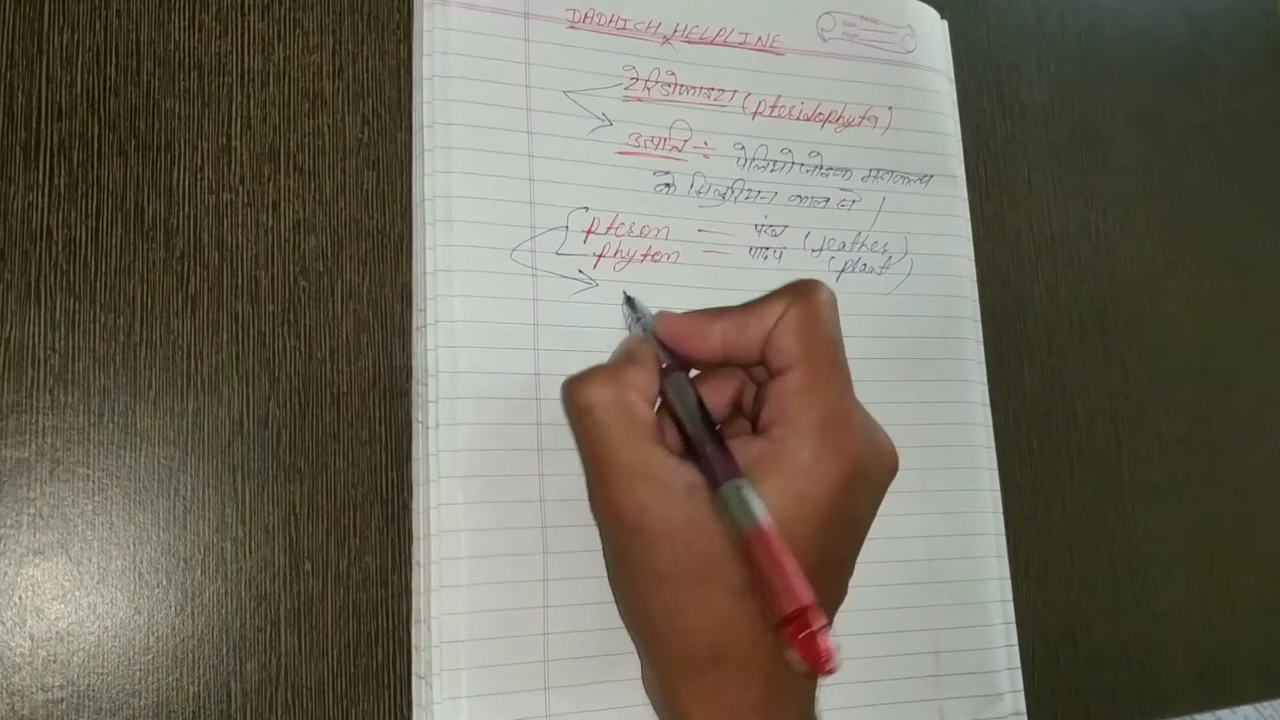 DADHICH HELPLINE
टेरिडोफाइटा (pteridophyta)
उत्पत्ति ÷ पेलियोजोइक महाकल्प
के सिलुरियन काल से |
pteron — पंख (feather)
phyton — पादप (plant)